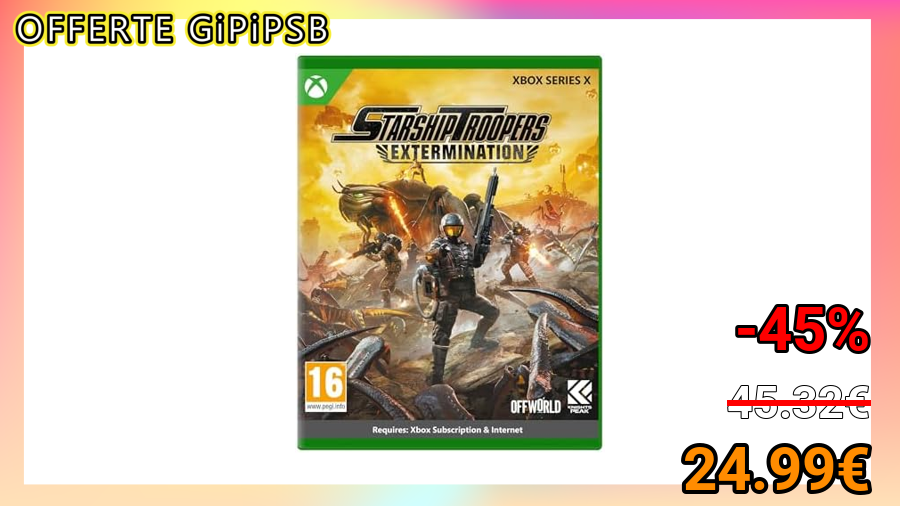 OFFERTE GiPiPSB
XBOX SERIES X
STARSHIP TROOPERS
EXTERMINATION
16
www.pegi.info
OFFWORLD
KNIGHTS
PEAK
Requires: Xbox Subscription & Internet
-45%
45.32€
24.99€